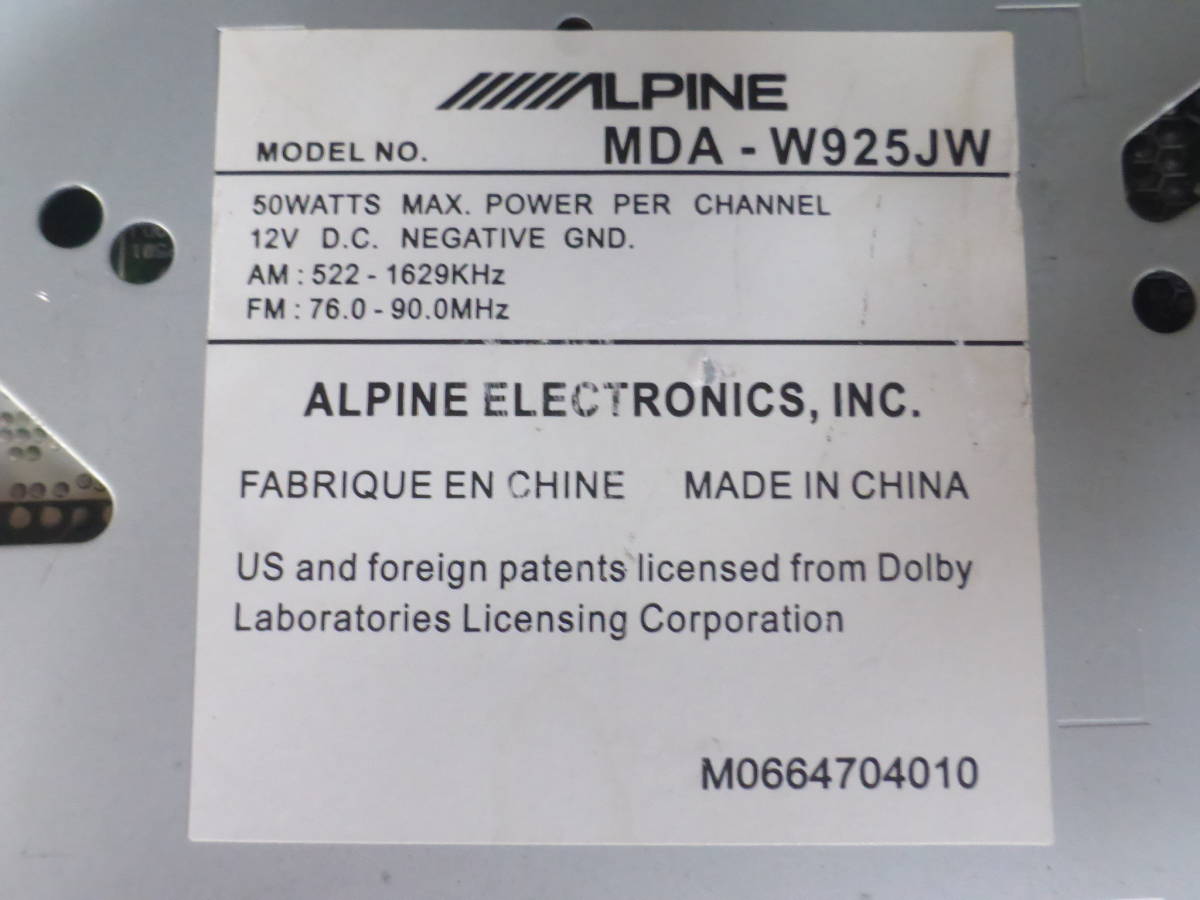 ALPINE
MODEL NO. MDA - W925JW
50WATTS MAX. POWER PER CHANNEL
12V D.C. NEGATIVE GND.
AM : 522 - 1629KHz
FM : 76.0 - 90.0MHz
ALPINE ELECTRONICS, INC.
FABRIQUE EN CHINE MADE IN CHINA
US and foreign patents licensed from Dolby
Laboratories Licensing Corporation
M0664704010